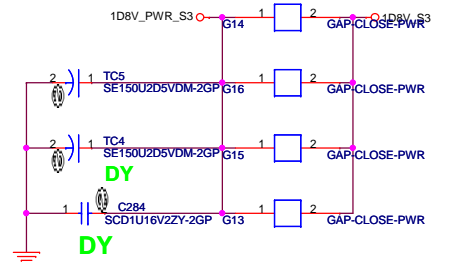 1D8V_PWR_S3 1 2 1D8V_S3
G14 GAP-CLOSE-PWR
2 1 TC5 1 2
SE150U2D5VDM-2GP G16 GAP-CLOSE-PWR
2 1 TC4 1 2
SE150U2D5VDM-2GP G15 GAP-CLOSE-PWR
DY
1 C284 1 2
SCD1U16V2ZY-2GP G13 GAP-CLOSE-PWR
DY